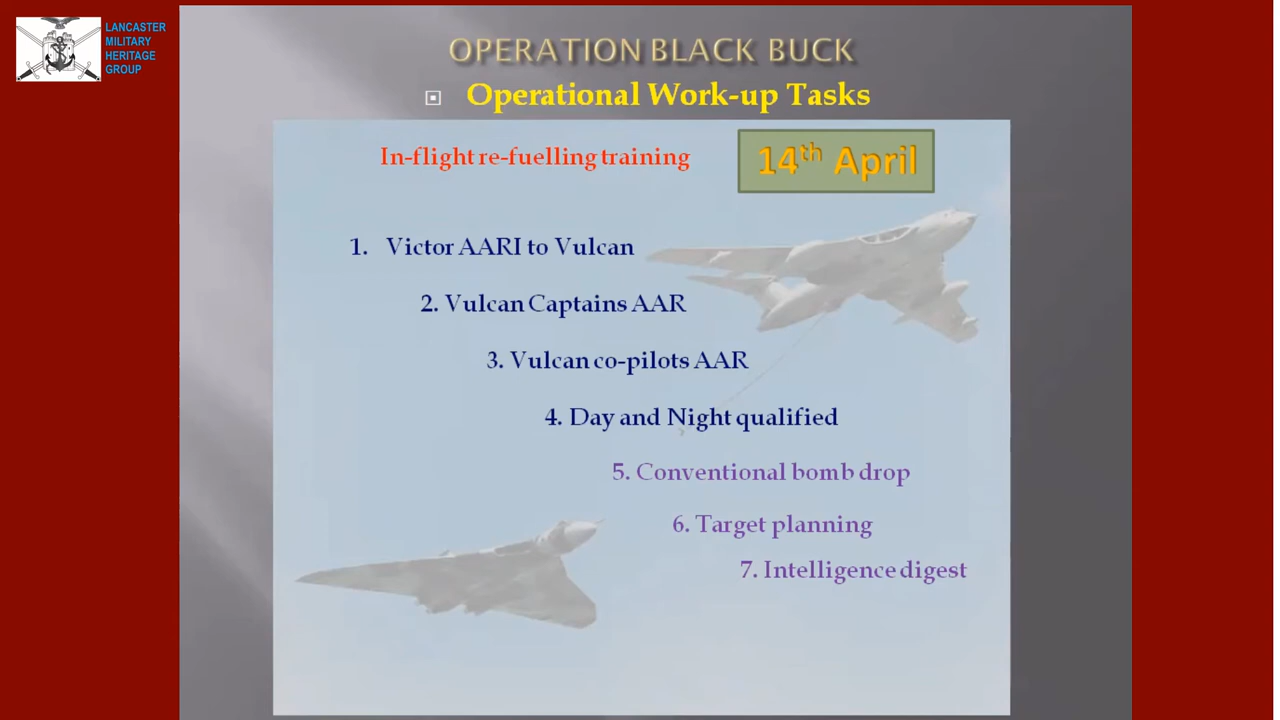 LANCASTER
MILITARY
HERITAGE
GROUP
OPERATION BLACK BUCK
Operational Work-up Tasks
In-flight re-fuelling training
14th April
1. Victor AARI to Vulcan
2. Vulcan Captains AAR
3. Vulcan co-pilots AAR
4. Day and Night qualified
5. Conventional bomb drop
6. Target planning
7. Intelligence digest